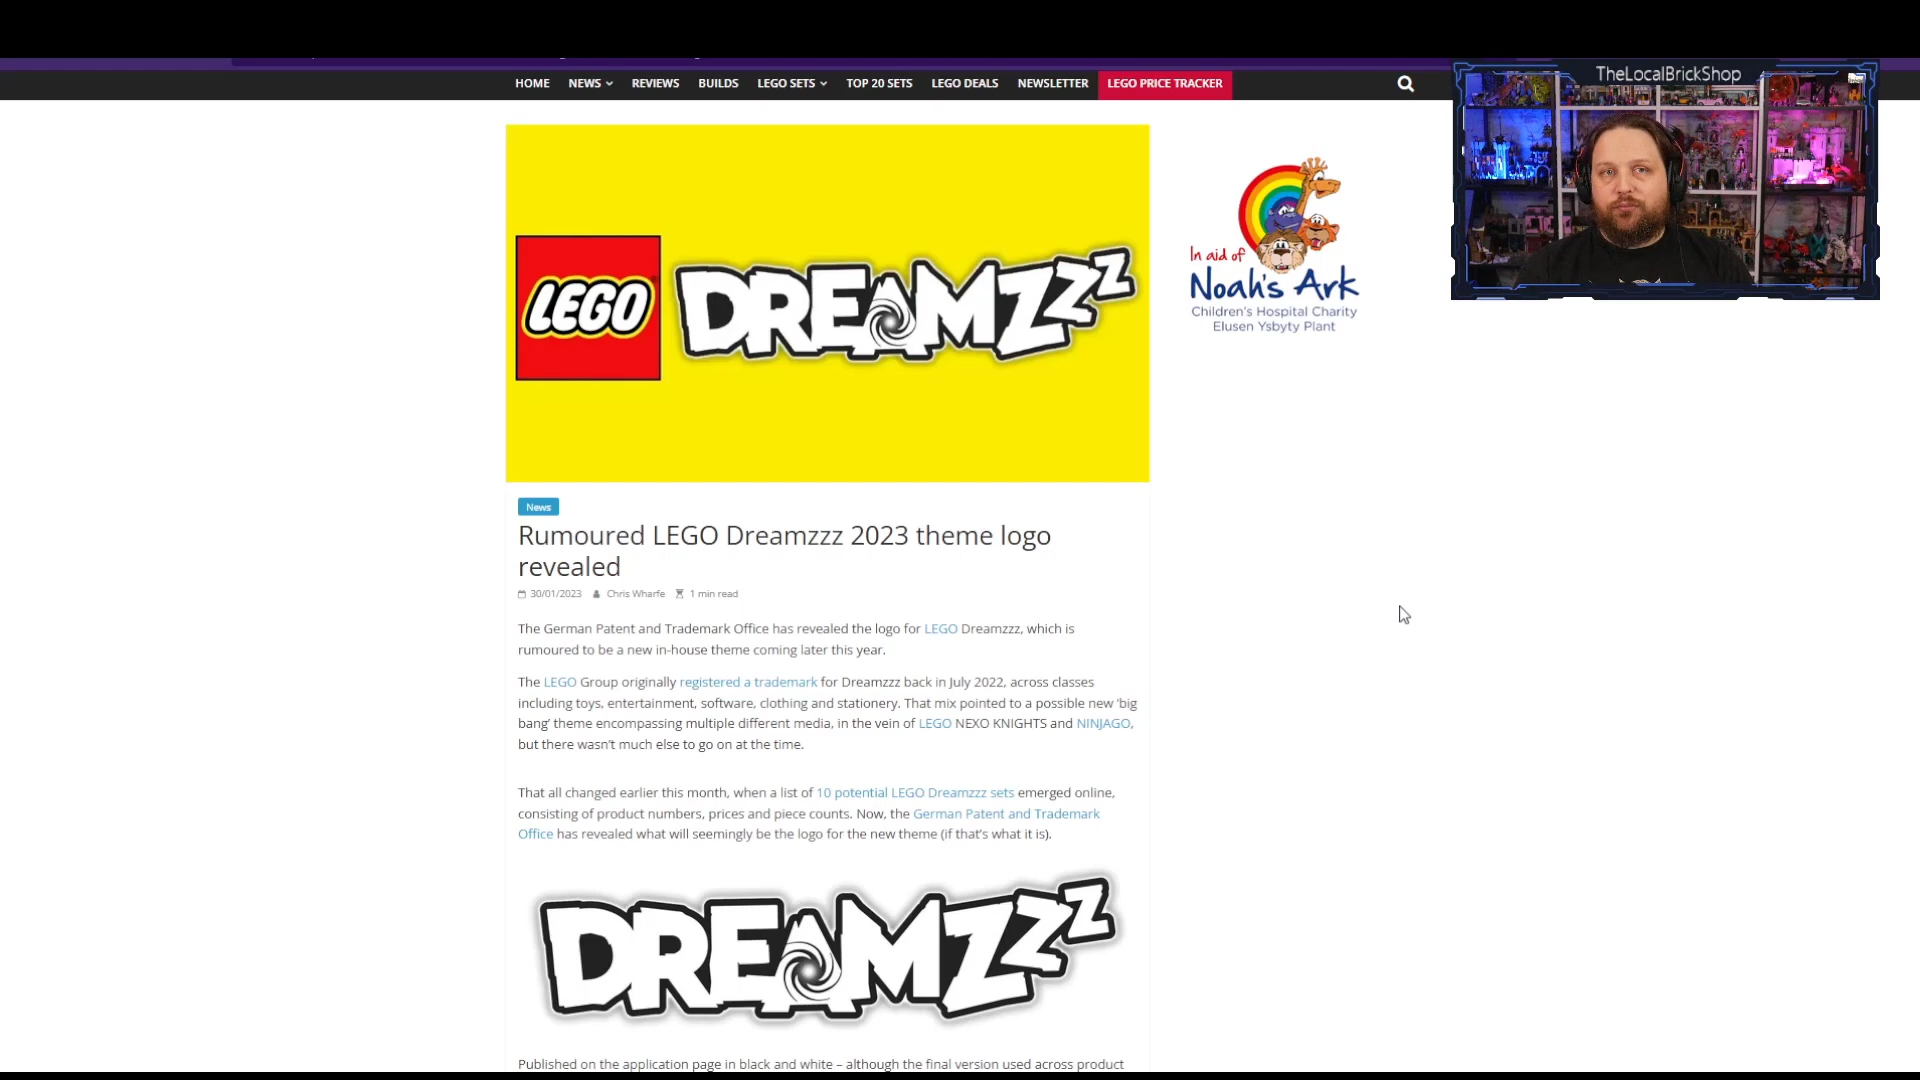 HOME NEWS REVIEWS BUILDS LEGO SETS TOP 20 SETS LEGO DEALS NEWSLETTER LEGO PRICE TRACKER
TheLocalBrickShop
LEGO DREAMZzz
In aid of
Noah's Ark
Children's Hospital Charity
Elusen Ysbyty Plant
News
Rumoured LEGO Dreamzzz 2023 theme logo
revealed
30/01/2023 Chris Wharfe 1 min read
The German Patent and Trademark Office has revealed the logo for LEGO Dreamzzz, which is
rumoured to be a new in-house theme coming later this year.
The LEGO Group originally registered a trademark for Dreamzzz back in July 2022, across classes
including toys, entertainment, software, clothing and stationery. That mix pointed to a possible new ‘big
bang’ theme encompassing multiple different media, in the vein of LEGO NEXO KNIGHTS and NINJAGO,
but there wasn’t much else to go on at the time.
That all changed earlier this month, when a list of 10 potential LEGO Dreamzzz sets emerged online,
consisting of product numbers, prices and piece counts. Now, the German Patent and Trademark
Office has revealed what will seemingly be the logo for the new theme (if that’s what it is).
DREAMZzz
Published on the application page in black and white – although the final version used across product